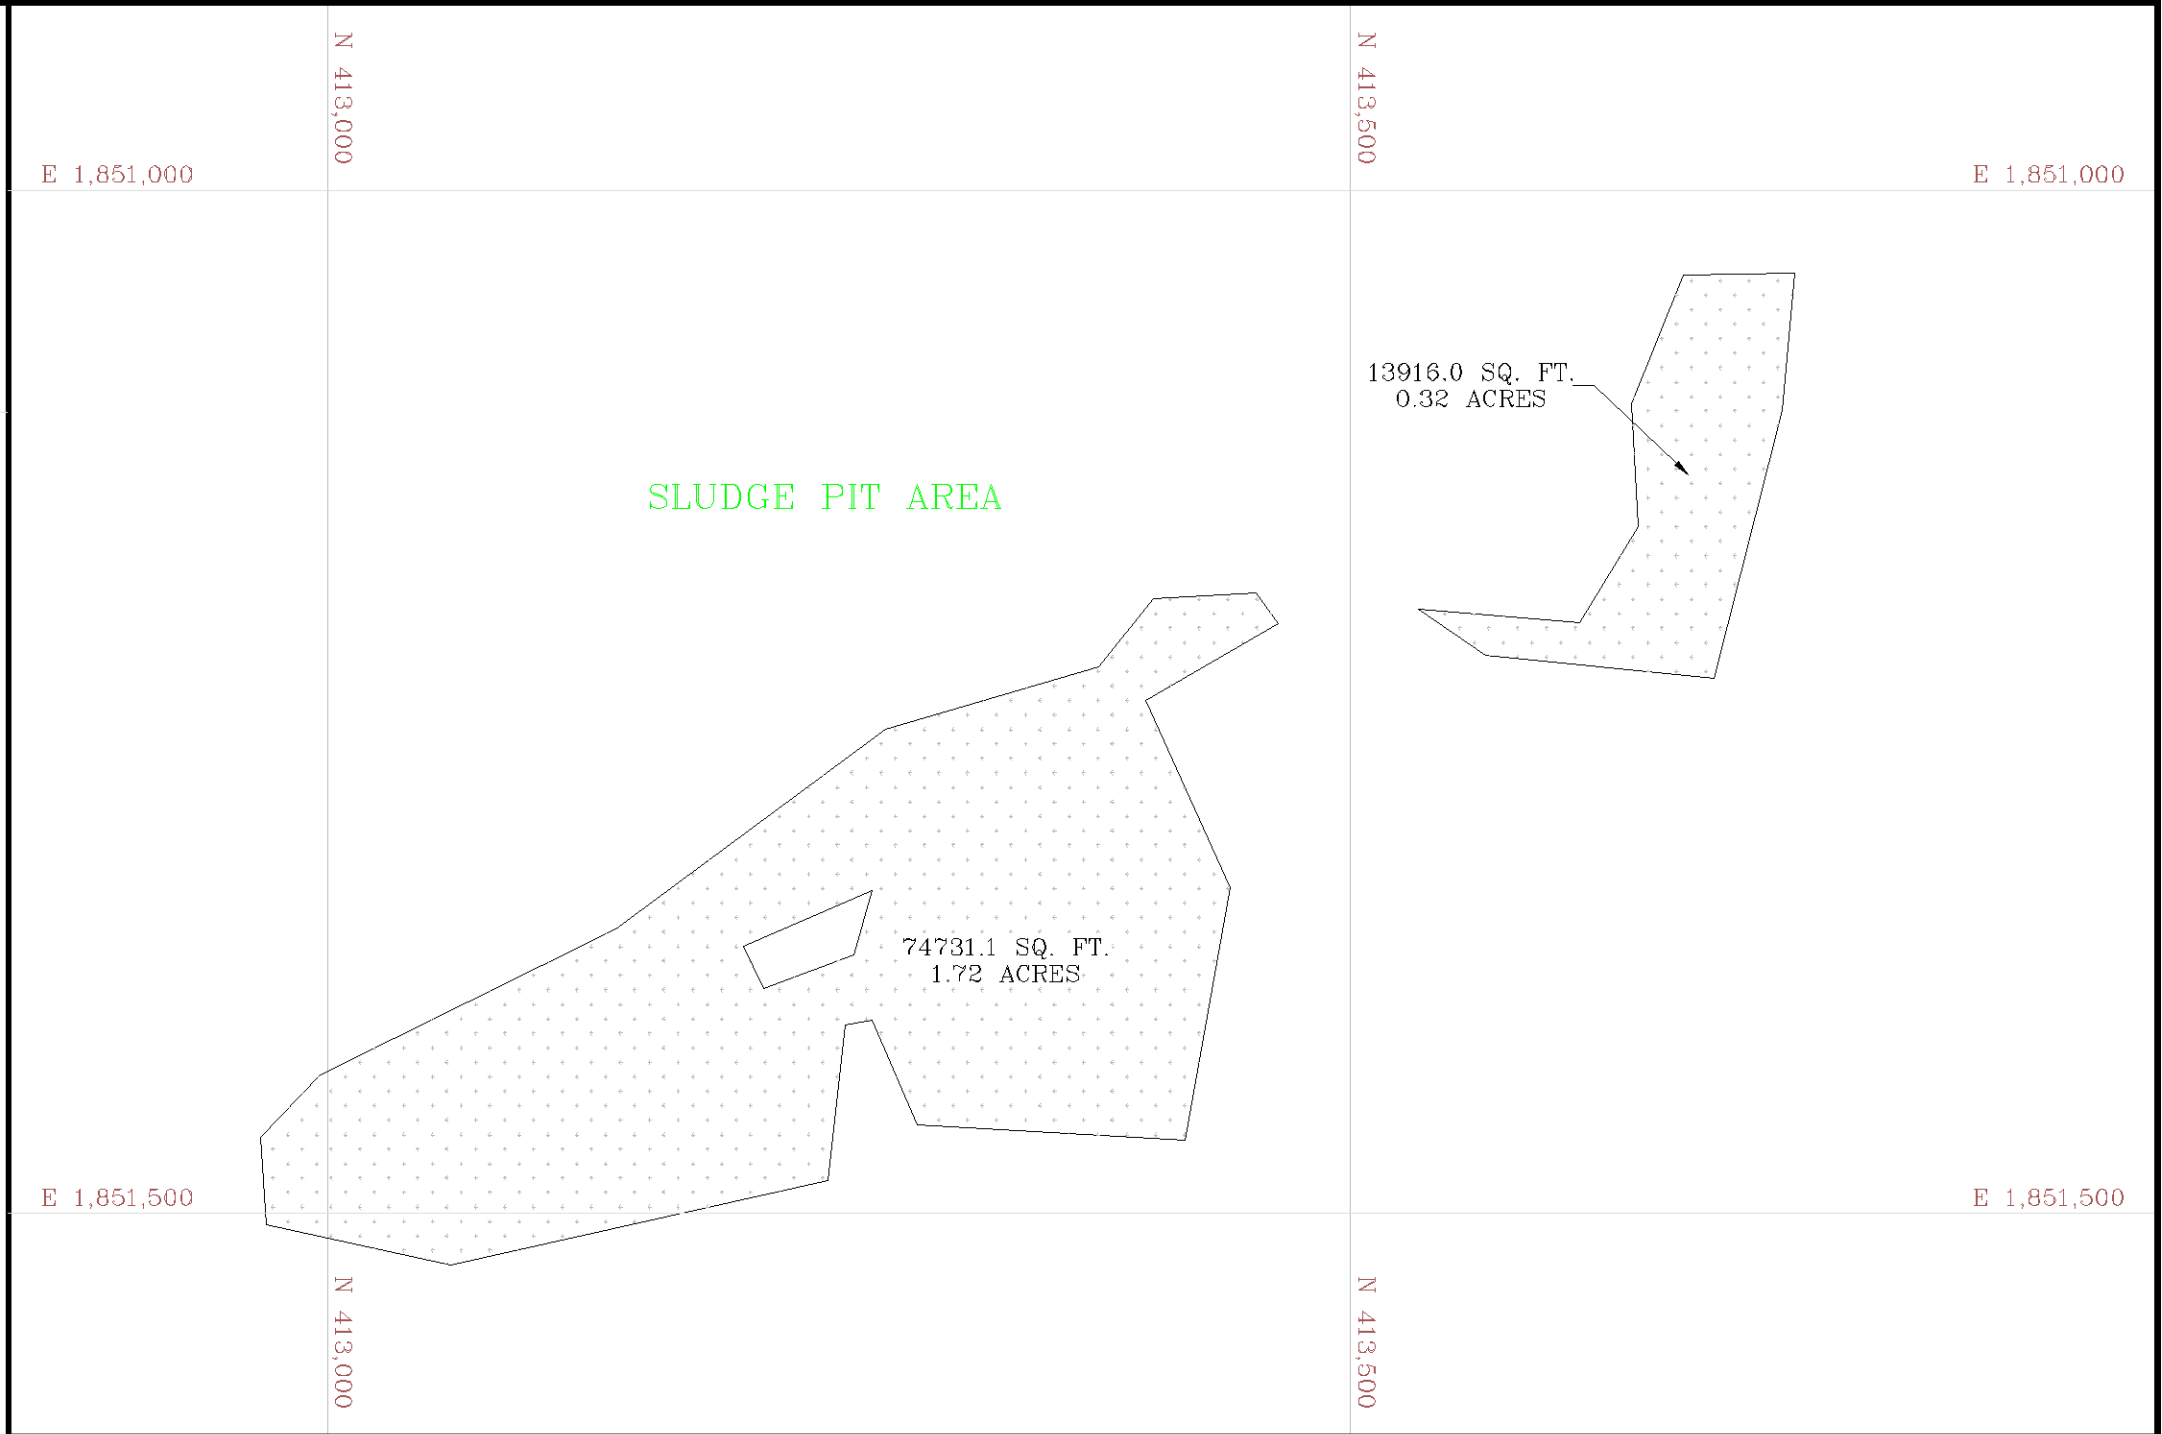 N 413,000
N 413,500
E 1,851,000
E 1,851,000
13916.0 SQ. FT.
0.32 ACRES
SLUDGE PIT AREA
74731.1 SQ. FT.
1.72 ACRES
E 1,851,500
E 1,851,500
N 413,000
N 413,500